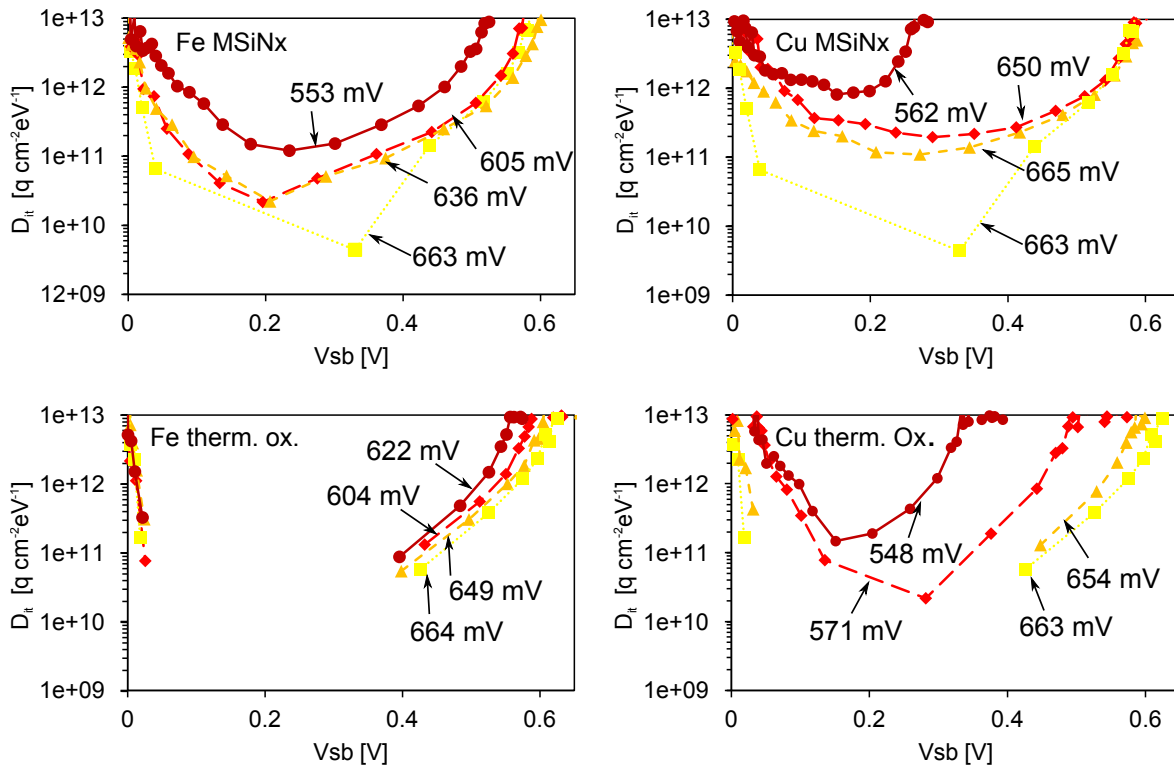 1e+13
1e+12
1e+11
1e+10
12+09
Dit [q cm-2eV-1]
Fe MSiNx
553 mV
605 mV
636 mV
663 mV
0
0.2
0.4
0.6
Vsb [V]
1e+13
1e+12
1e+11
1e+10
1e+09
Dit [q cm-2eV-1]
Cu MSiNx
562 mV
650 mV
665 mV
663 mV
0
0.2
0.4
0.6
Vsb [V]
1e+13
1e+12
1e+11
1e+10
1e+09
Dit [q cm-2eV-1]
Fe therm. ox.
622 mV
604 mV
649 mV
664 mV
0
0.2
0.4
0.6
Vsb [V]
1e+13
1e+12
1e+11
1e+10
1e+09
Dit [q cm-2eV-1]
Cu therm. Ox.
548 mV
571 mV
654 mV
663 mV
0
0.2
0.4
0.6
Vsb [V]